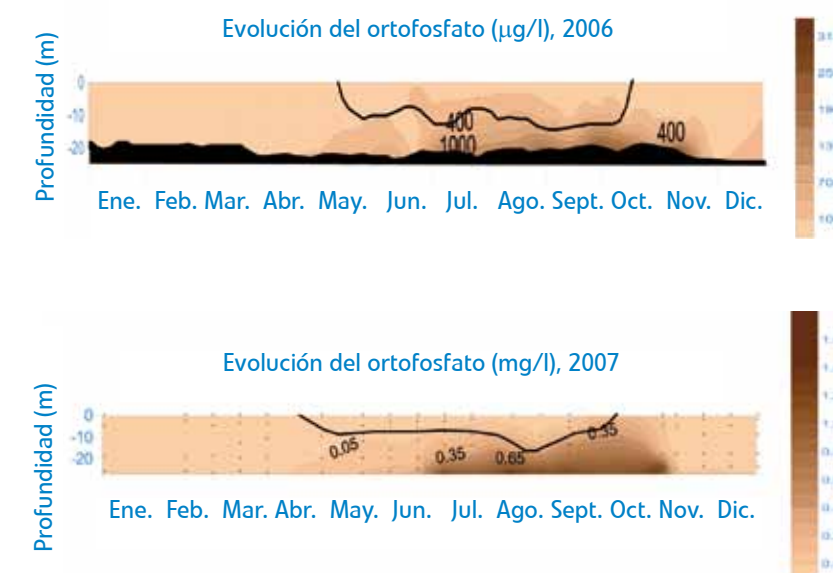 Evolución del ortofosfato (μg/l), 2006
Profundidad (m)
0
-10
-20
400
1000
400
Ene. Feb. Mar. Abr. May. Jun. Jul. Ago. Sept. Oct. Nov. Dic.
Evolución del ortofosfato (mg/l), 2007
Profundidad (m)
0
-10
-20
0.05
0.35
0.65
0.35
Ene. Feb. Mar. Abr. May. Jun. Jul. Ago. Sept. Oct. Nov. Dic.